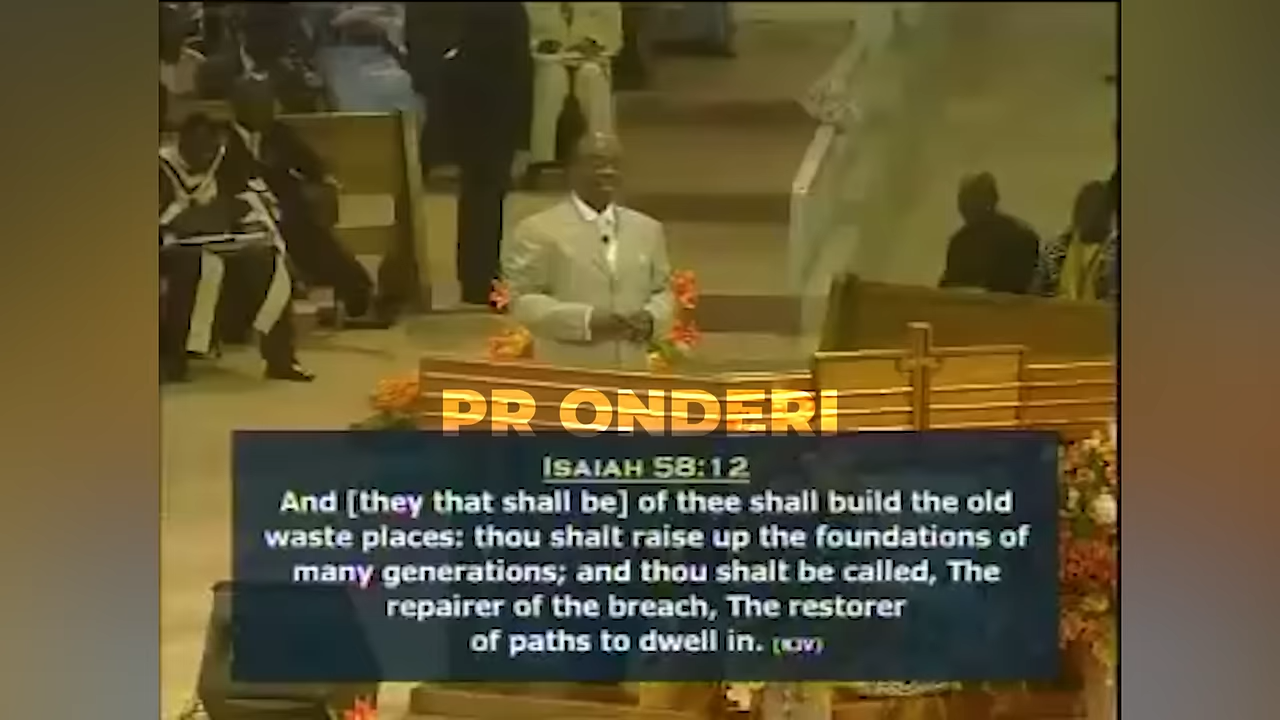 PR ONDERI
ISAIAH 58:12
And [they that shall be] of thee shall build the old
waste places: thou shalt raise up the foundations of
many generations; and thou shalt be called, The
repairer of the breach, The restorer
of paths to dwell in. (KJV)